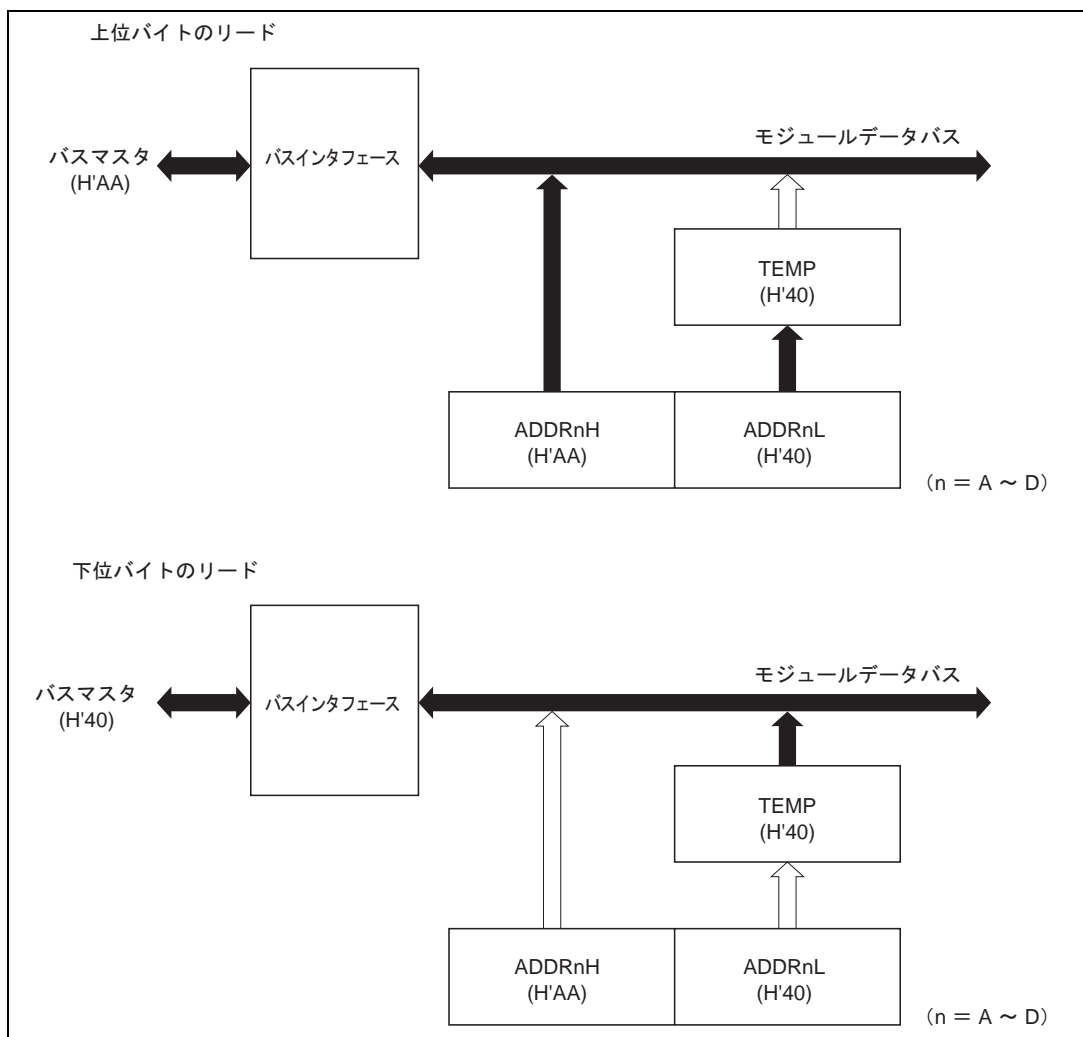 上位バイトのリード
バスマスタ
(H'AA)
バスインタフェース
モジュールデータバス
TEMP
(H'40)
ADDRnH
(H'AA)
ADDRnL
(H'40)
(n = A ～ D)
下位バイトのリード
バスマスタ
(H'40)
バスインタフェース
モジュールデータバス
TEMP
(H'40)
ADDRnH
(H'AA)
ADDRnL
(H'40)
(n = A ～ D)